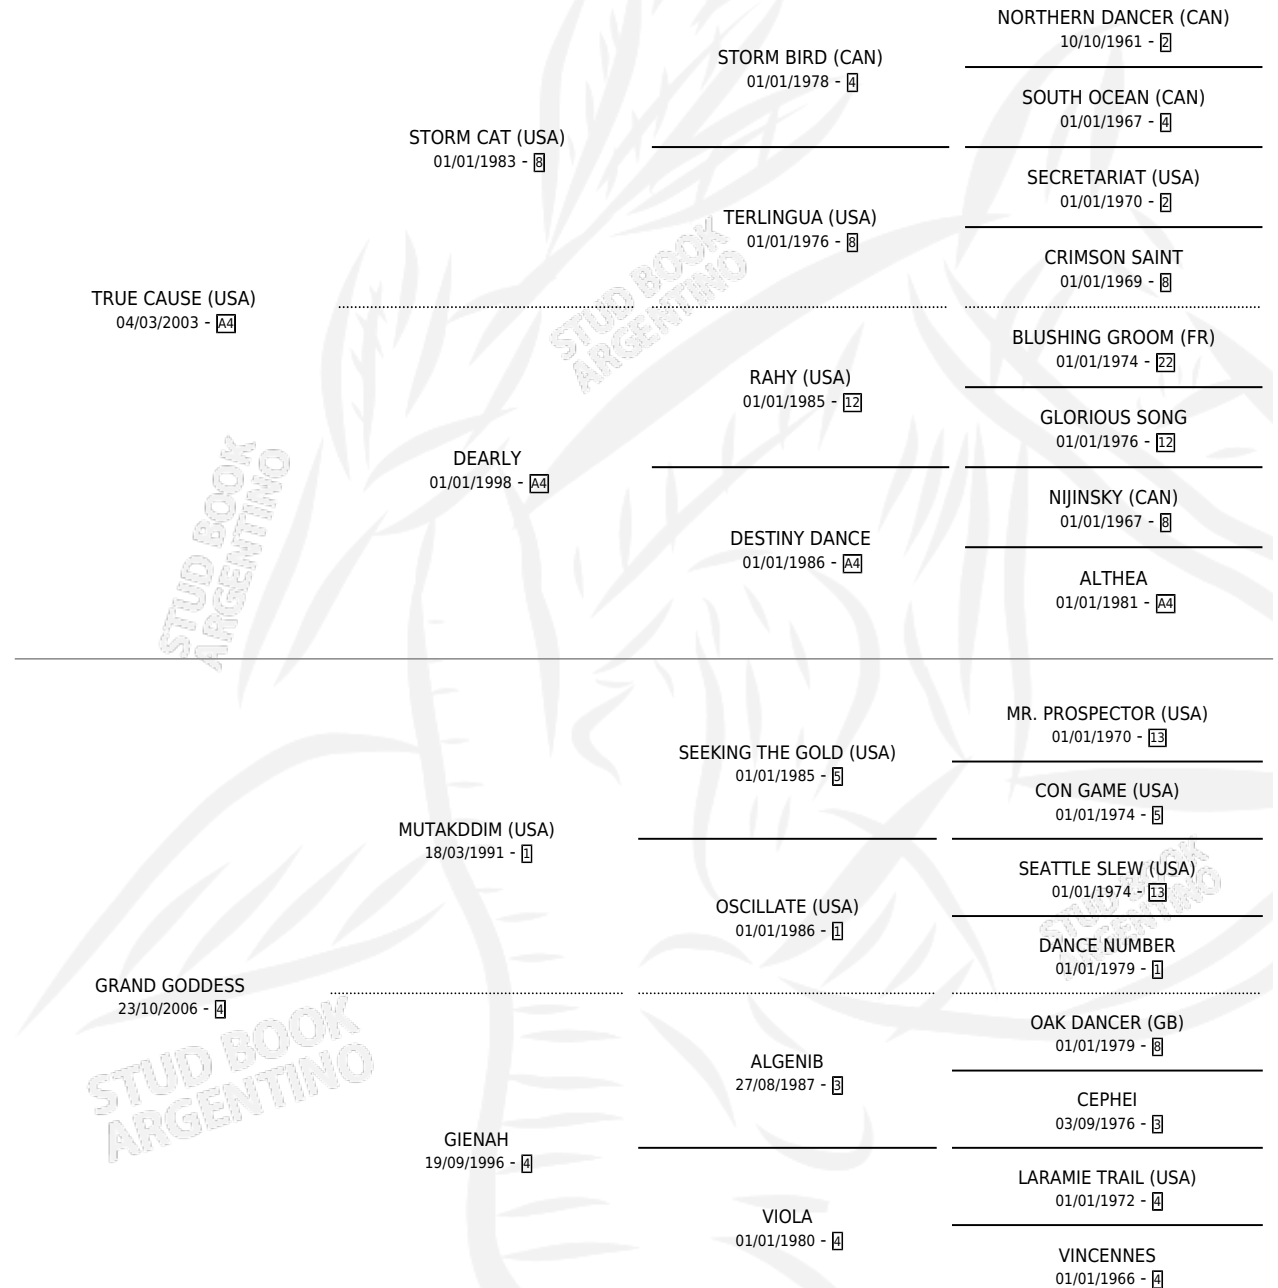 NORTHERN DANCER (CAN)
10/10/1961 - 2
STORM BIRD (CAN)
01/01/1978 - 4
SOUTH OCEAN (CAN)
01/01/1967 - 4
STORM CAT (USA)
01/01/1983 - 8
SECRETARIAT (USA)
01/01/1970 - 2
TERLINGUA (USA)
01/01/1976 - 8
CRIMSON SAINT
01/01/1969 - 8
TRUE CAUSE (USA)
04/03/2003 - A4
BLUSHING GROOM (FR)
01/01/1974 - 22
RAHY (USA)
01/01/1985 - 12
GLORIOUS SONG
01/01/1976 - 12
DEARLY
01/01/1998 - A4
NIJINSKY (CAN)
01/01/1967 - 8
DESTINY DANCE
01/01/1986 - A4
ALTHEA
01/01/1981 - A4
MR. PROSPECTOR (USA)
01/01/1970 - 13
SEEKING THE GOLD (USA)
01/01/1985 - 5
CON GAME (USA)
01/01/1974 - 5
MUTAKDDIM (USA)
18/03/1991 - 1
SEATTLE SLEW (USA)
01/01/1974 - 13
OSCILLATE (USA)
01/01/1986 - 1
DANCE NUMBER
01/01/1979 - 1
GRAND GODDESS
23/10/2006 - 4
OAK DANCER (GB)
01/01/1979 - 8
ALGENIB
27/08/1987 - 3
CEPHEI
03/09/1976 - 3
GIENAH
19/09/1996 - 4
LARAMIE TRAIL (USA)
01/01/1972 - 4
VIOLA
01/01/1980 - 4
VINCENNES
01/01/1966 - 4
STUD BOOK
ARGENTINO
STUD BOOK
ARGENTINO
STUD BOOK
ARGENTINO
STUD BOOK
ARGENTINO